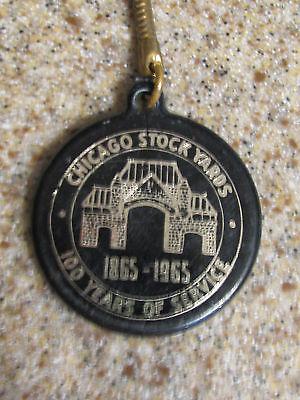 CHICAGO STOCK YARDS
1865-1965
100 YEARS OF SERVICE